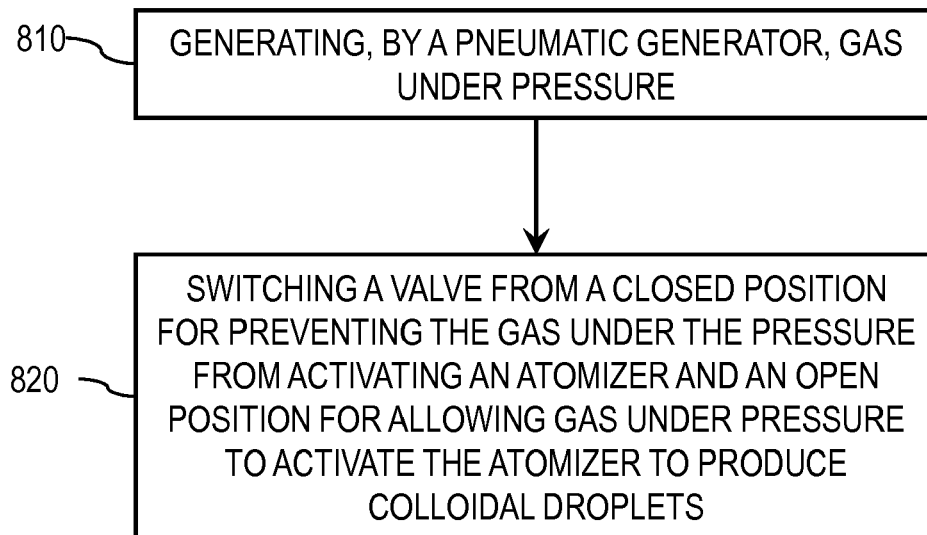 810
GENERATING, BY A PNEUMATIC GENERATOR, GAS
UNDER PRESSURE
820
SWITCHING A VALVE FROM A CLOSED POSITION
FOR PREVENTING THE GAS UNDER THE PRESSURE
FROM ACTIVATING AN ATOMIZER AND AN OPEN
POSITION FOR ALLOWING GAS UNDER PRESSURE
TO ACTIVATE THE ATOMIZER TO PRODUCE
COLLOIDAL DROPLETS